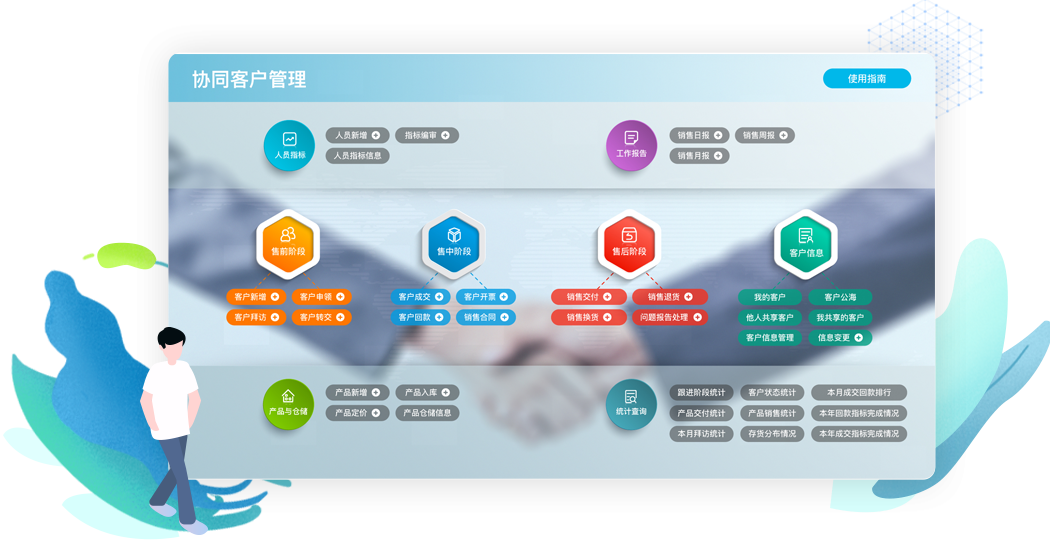 协同客户管理
使用指南
人员指标
人员新增
指标编审
人员指标信息
工作报告
销售日报
销售周报
销售月报
售前阶段
客户新增
客户申领
客户拜访
客户转交
售中阶段
客户成交
客户开票
客户回款
销售合同
售后阶段
销售交付
销售退货
销售换货
问题报告处理
客户信息
我的客户
客户公海
他人共享客户
我共享的客户
客户信息管理
信息变更
产品与仓储
产品新增
产品入库
产品定价
产品仓储信息
统计查询
跟进阶段统计
客户状态统计
本月成交回款排行
产品交付统计
产品销售统计
本年回款指标完成情况
本月拜访统计
存货分布情况
本年成交指标完成情况